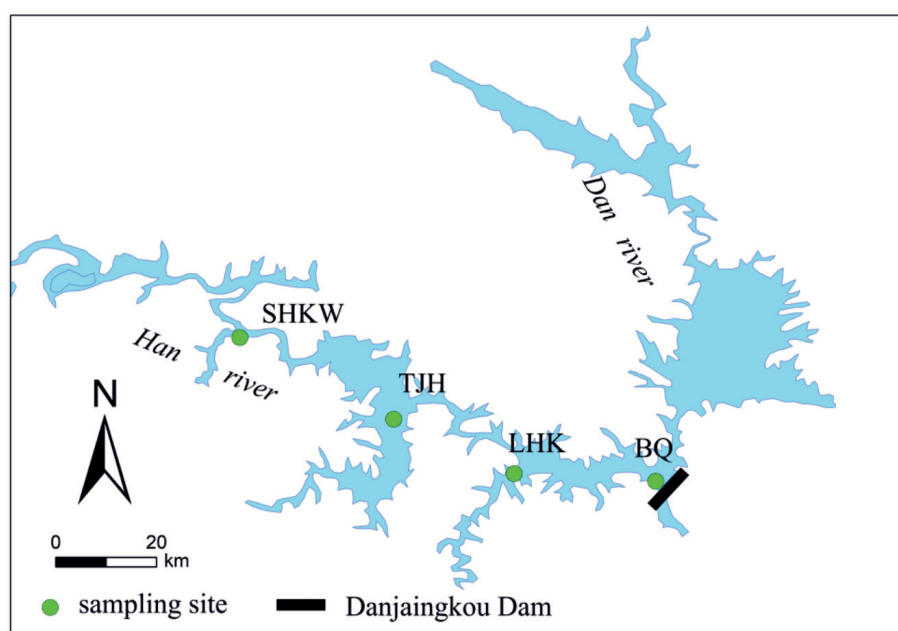 Dan
river
SHKW
Han
river
TJH
N
LHK
BQ
0 20
km
sampling site
Danjaingkou Dam